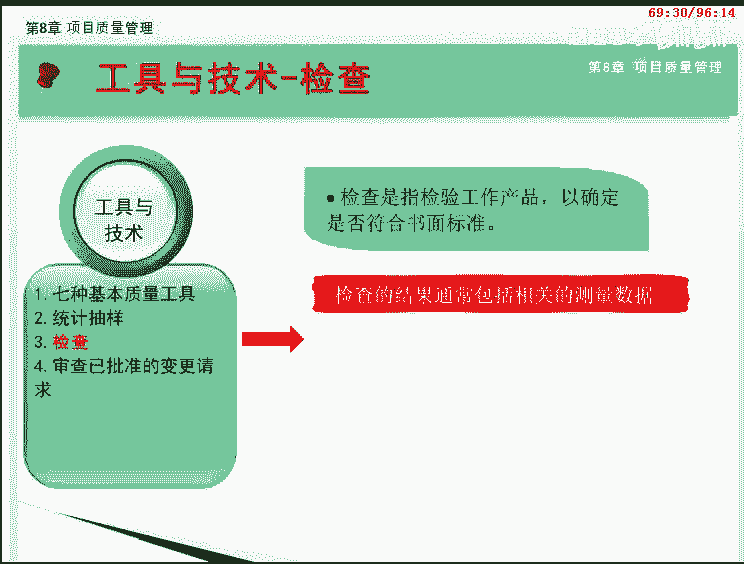 69:30/96:14
第8章 项目质量管理
第8章 项目质量管理
工具与技术-检查
工具与
技术
1. 七种基本质量工具
2. 统计抽样
3. 检查
4. 审查已批准的变更请
求
• 检查是指检验工作产品，以确定
是否符合书面标准。
检查的结果通常包括相关的测量数据